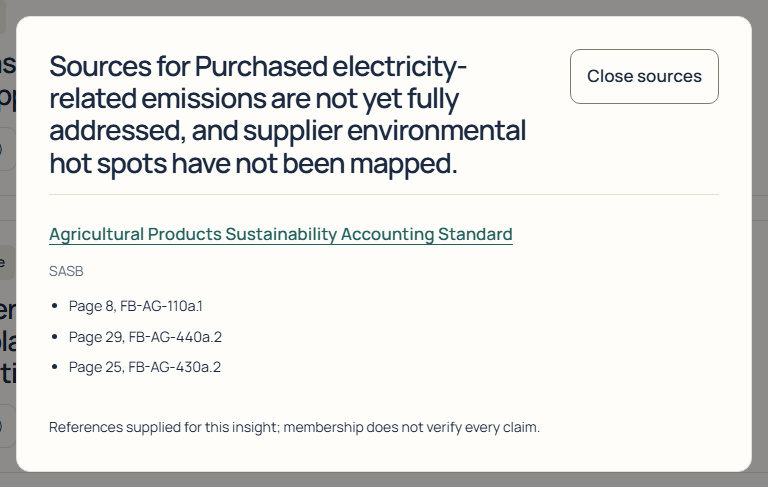 Sources for Purchased electricity-
related emissions are not yet fully
addressed, and supplier environmental
hot spots have not been mapped.
Close sources
Agricultural Products Sustainability Accounting Standard
SASB
Page 8, FB-AG-110a.1
Page 29, FB-AG-440a.2
Page 25, FB-AG-430a.2
References supplied for this insight; membership does not verify every claim.